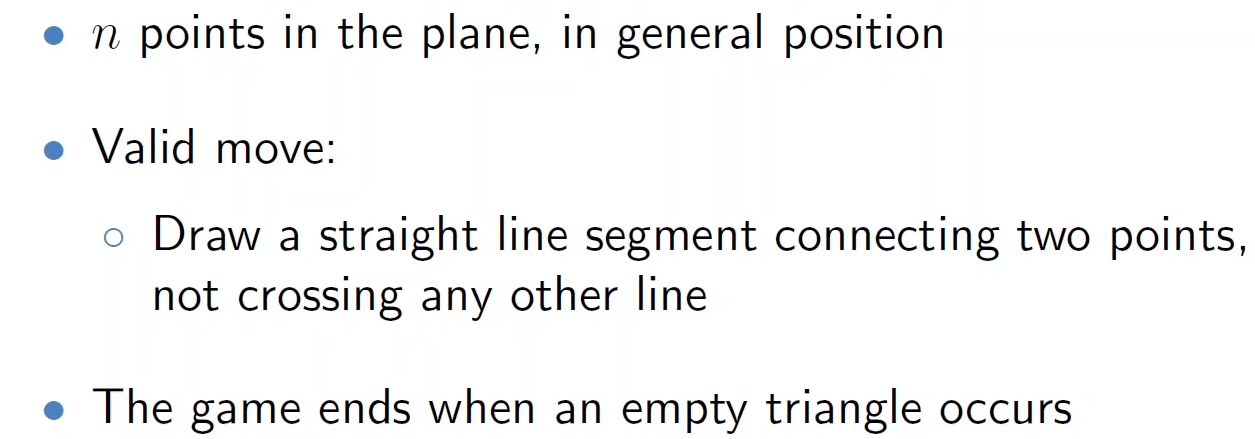 • n points in the plane, in general position
• Valid move:
○ Draw a straight line segment connecting two points,
not crossing any other line
• The game ends when an empty triangle occurs